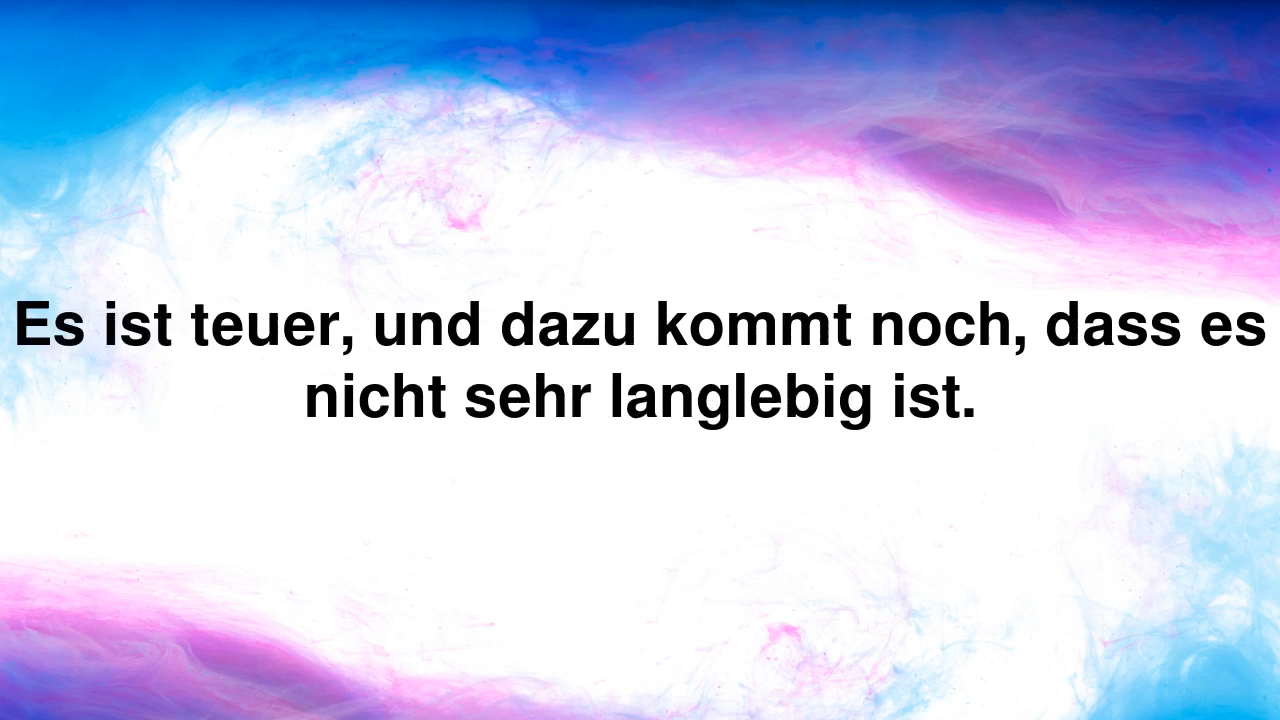 Es ist teuer, und dazu kommt noch, dass es
nicht sehr langlebig ist.